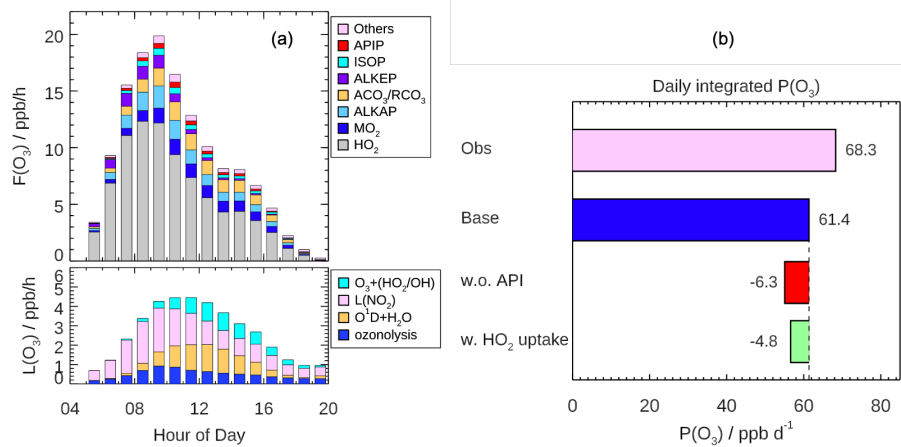 (a)
F(O₃) / ppb/h
20
15
10
5
0
Others
APIP
ISOP
ALKEP
ACO₃/RCO₃
ALKAP
MO₂
HO₂
L(O₃) / ppb/h
6
5
4
3
2
1
0
O₃+(HO₂/OH)
L(NO₂)
O¹D+H₂O
ozonolysis
04 08 12 16 20
Hour of Day
(b)
Daily integrated P(O₃)
Obs 68.3
Base 61.4
w.o. API -6.3
w. HO₂ uptake -4.8
0 20 40 60 80
P(O₃) / ppb d⁻¹